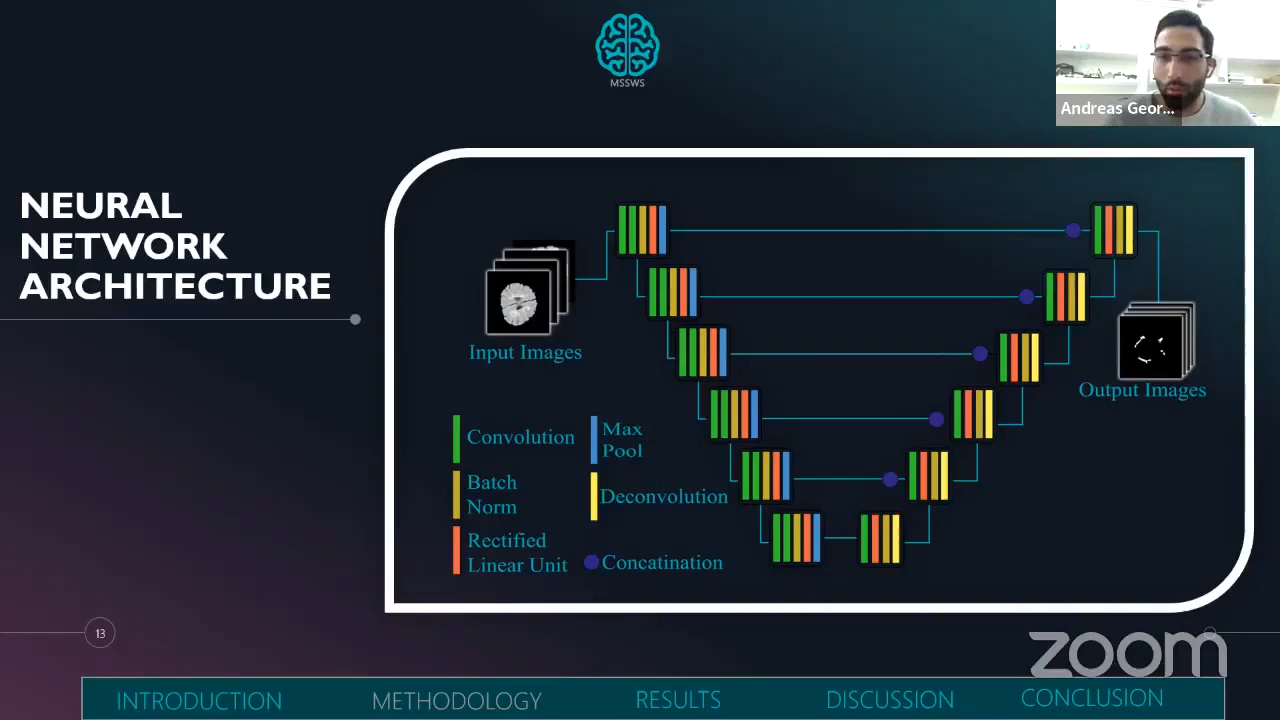 MSSWS
Andreas Geor...
NEURAL
NETWORK
ARCHITECTURE
Input Images
Output Images
Convolution
Max
Pool
Batch
Norm
Deconvolution
Rectified
Linear Unit
Concatination
13
zoom
INTRODUCTION
METHODOLOGY
RESULTS
DISCUSSION
CONCLUSION